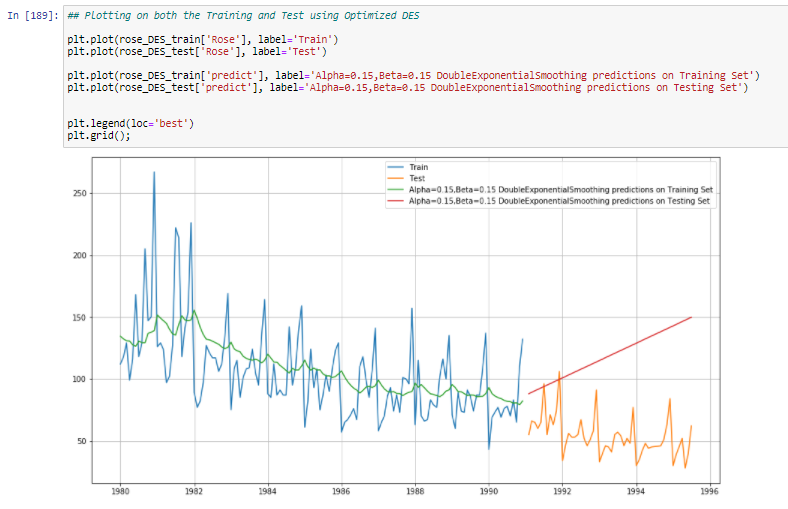 In [189]: ## Plotting on both the Training and Test using Optimized DES
plt.plot(rose_DES_train['Rose'], label='Train')
plt.plot(rose_DES_test['Rose'], label='Test')
plt.plot(rose_DES_train['predict'], label='Alpha=0.15,Beta=0.15 DoubleExponentialSmoothing predictions on Training Set')
plt.plot(rose_DES_test['predict'], label='Alpha=0.15,Beta=0.15 DoubleExponentialSmoothing predictions on Testing Set')
plt.legend(loc='best')
plt.grid();
Train
Test
Alpha=0.15,Beta=0.15 DoubleExponentialSmoothing predictions on Training Set
Alpha=0.15,Beta=0.15 DoubleExponentialSmoothing predictions on Testing Set
250
200
150
100
50
1980 1982 1984 1986 1988 1990 1992 1994 1996